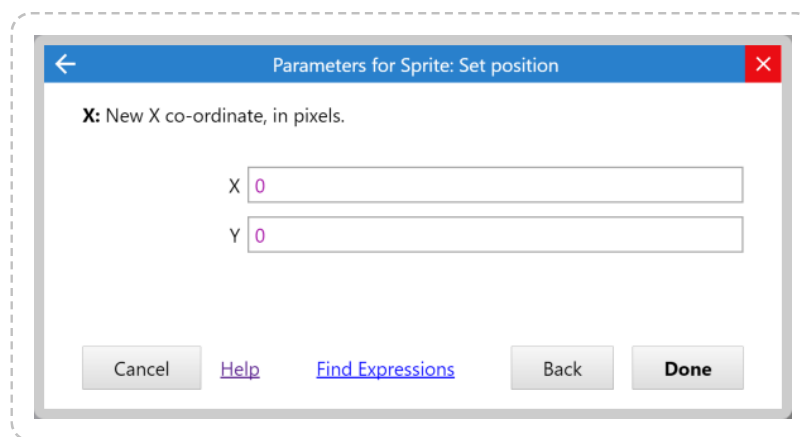 Parameters for Sprite: Set position
X: New X co-ordinate, in pixels.
X 0
Y 0
Cancel Help Find Expressions Back Done